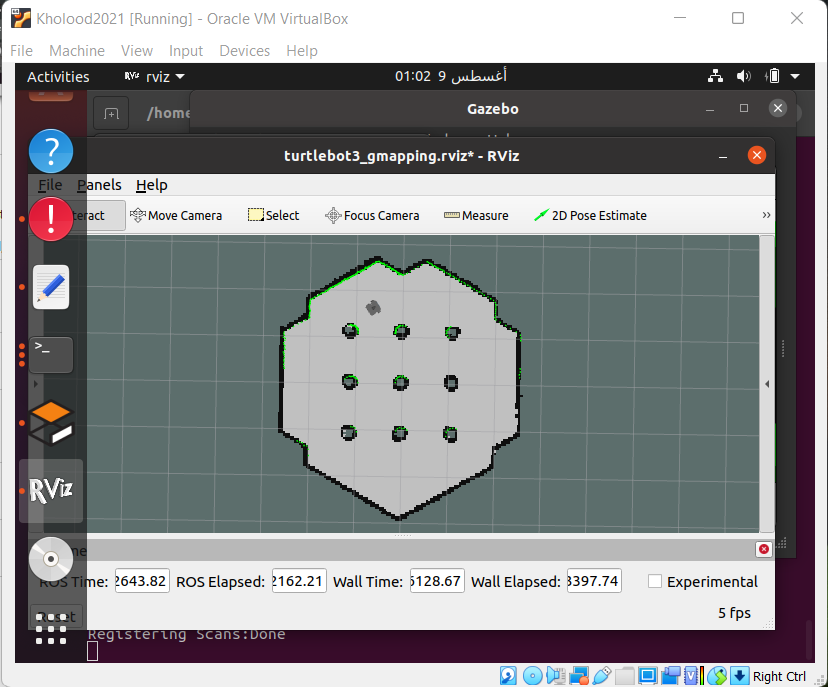 Kholood2021 [Running] - Oracle VM VirtualBox
File Machine View Input Devices Help
Activities RViz rviz 01:02 9 أغسطس
/home Gazebo
turtlebot3_gmapping.rviz* - RViz
File Panels Help
Move Camera Select Focus Camera Measure 2D Pose Estimate »
>_
RViz
ROS Time: 2643.82 ROS Elapsed: 2162.21 Wall Time: 5128.67 Wall Elapsed: 3397.74 Experimental
Reset 5 fps
Registering Scans:Done
Right Ctrl